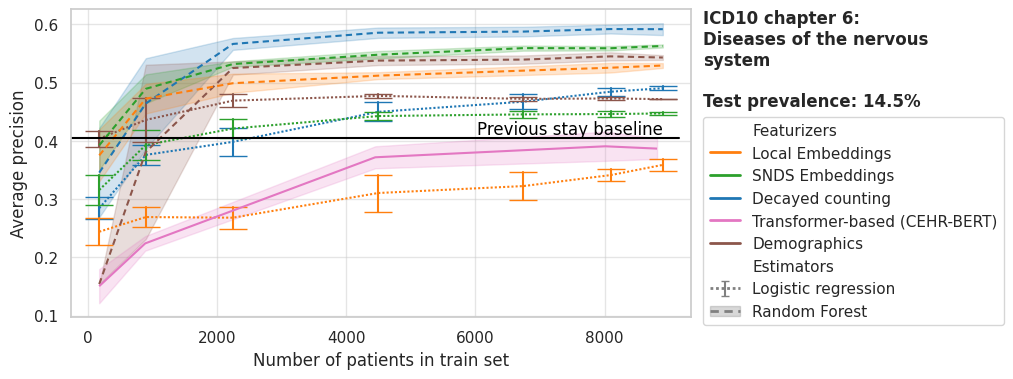 0.6
0.5
0.4
0.3
0.2
0.1
Average precision
0
2000
4000
6000
8000
Number of patients in train set
Previous stay baseline
ICD10 chapter 6:
Diseases of the nervous
system
Test prevalence: 14.5%
Featurizers
Local Embeddings
SNDS Embeddings
Decayed counting
Transformer-based (CEHR-BERT)
Demographics
Estimators
Logistic regression
Random Forest